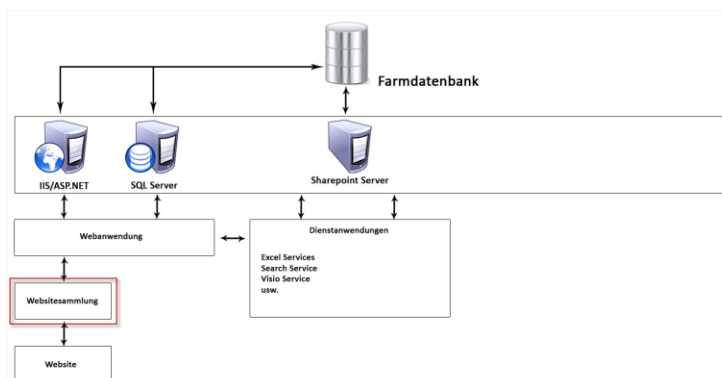 Farmdatenbank
IIS/ASP.NET
SQL Server
Sharepoint Server
Webanwendung
Dienstanwendungen
Excel Services
Search Service
Visio Service
usw.
Websitesammlung
Website